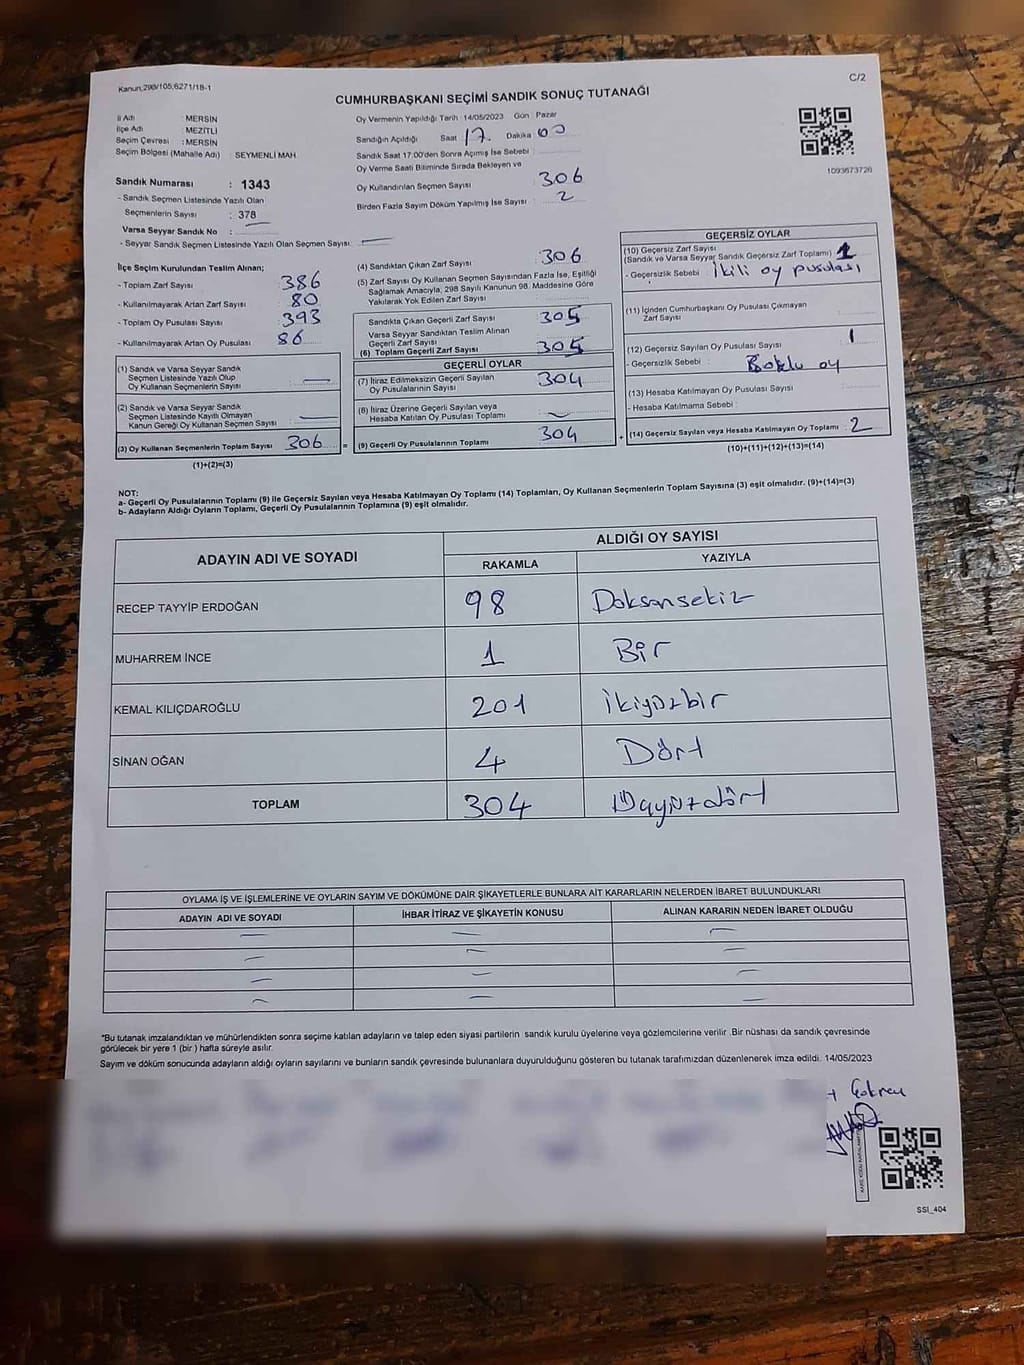 Kanun;298/105;6271/18-1
C/2
CUMHURBAŞKANI SEÇİMİ SANDIK SONUÇ TUTANAĞI
İl Adı : MERSİN
İlçe Adı : MEZİTLİ
Seçim Çevresi : MERSİN
Seçim Bölgesi (Mahalle Adı) : SEYMENLİ MAH
Sandık Numarası : 1343
- Sandık Seçmen Listesinde Yazılı Olan
Seçmenlerin Sayısı : 378
Varsa Seyyar Sandık No :
- Seyyar Sandık Seçmen Listesinde Yazılı Olan Seçmen Sayısı :
Oy Vermenin Yapıldığı Tarih : 14/05/2023 Gün : Pazar
Sandığın Açıldığı Saat 17 Dakika 00
Sandık Saat 17:00'den Sonra Açılmış İse Sebebi :
Oy Verme Saati Bitiminde Sırada Bekleyen ve
Oy Kullandırılan Seçmen Sayısı : 306
Birden Fazla Sayım Döküm Yapılmış İse Sayısı : 2
1093673726
İlçe Seçim Kurulundan Teslim Alınan;
- Toplam Zarf Sayısı : 386
- Kullanılmayarak Artan Zarf Sayısı : 80
- Toplam Oy Pusulası Sayısı : 393
- Kullanılmayarak Artan Oy Pusulası : 86
(1) Sandık ve Varsa Seyyar Sandık
Seçmen Listesinde Yazılı Olup
Oy Kullanan Seçmenlerin Sayısı :
(2) Sandık ve Varsa Seyyar Sandık
Seçmen Listesinde Kayıtlı Olmayan
Kanun Gereği Oy Kullanan Seçmen Sayısı :
(3) Oy Kullanan Seçmenlerin Toplam Sayısı : 306
(1)+(2)=(3)
(4) Sandıktan Çıkan Zarf Sayısı : 306
(5) Zarf Sayısı Oy Kullanan Seçmen Sayısından Fazla İse, Eşitliği
Sağlamak Amacıyla, 298 Sayılı Kanunun 98. Maddesine Göre
Yakılarak Yok Edilen Zarf Sayısı :
Sandıkta Çıkan Geçerli Zarf Sayısı : 305
Varsa Seyyar Sandıktan Teslim Alınan
Geçerli Zarf Sayısı :
(6) Toplam Geçerli Zarf Sayısı : 305
GEÇERLİ OYLAR
(7) İtiraz Edilmeksizin Geçerli Sayılan
Oy Pusulalarının Sayısı : 304
(8) İtiraz Üzerine Geçerli Sayılan veya
Hesaba Katılan Oy Pusulası Toplamı :
(9) Geçerli Oy Pusulalarının Toplamı : 304
GEÇERSİZ OYLAR
(10) Geçersiz Zarf Sayısı
(Sandık ve Varsa Seyyar Sandık Geçersiz Zarf Toplamı) : 1
- Geçersizlik Sebebi : İkili oy pusulası
(11) İçinden Cumhurbaşkanı Oy Pusulası Çıkmayan
Zarf Sayısı :
(12) Geçersiz Sayılan Oy Pusulası Sayısı : 1
- Geçersizlik Sebebi : Boklu oy
(13) Hesaba Katılmayan Oy Pusulası Sayısı :
- Hesaba Katılmama Sebebi :
(14) Geçersiz Sayılan veya Hesaba Katılmayan Oy Toplamı : 2
(10)+(11)+(12)+(13)=(14)
NOT:
a- Geçerli Oy Pusulalarının Toplamı (9) ile Geçersiz Sayılan veya Hesaba Katılmayan Oy Toplamı (14) Toplamları, Oy Kullanan Seçmenlerin Toplam Sayısına (3) eşit olmalıdır. (9)+(14)=(3)
b- Adayların Aldığı Oyların Toplamı, Geçerli Oy Pusulalarının Toplamına (9) eşit olmalıdır.
ADAYIN ADI VE SOYADI
ALDIĞI OY SAYISI
RAKAMLA YAZIYLA
RECEP TAYYİP ERDOĞAN 98 Doksansekiz
MUHARREM İNCE 1 Bir
KEMAL KILIÇDAROĞLU 201 ikiyüzbir
SİNAN OĞAN 4 Dört
TOPLAM 304 Üçyüzdört
OYLAMA İŞ VE İŞLEMLERİNE VE OYLARIN SAYIM VE DÖKÜMÜNE DAİR ŞİKAYETLERLE BUNLARA AİT KARARLARIN NELERDEN İBARET BULUNDUKLARI
ADAYIN ADI VE SOYADI İHBAR İTİRAZ VE ŞİKAYETİN KONUSU ALINAN KARARIN NEDEN İBARET OLDUĞU
*Bu tutanak imzalandıktan ve mühürlendikten sonra seçime katılan adayların ve talep eden siyasi partilerin sandık kurulu üyelerine veya gözlemcilerine verilir .Bir nüshası da sandık çevresinde
görülecek bir yere 1 (bir ) hafta süreyle asılır.
Sayım ve döküm sonucunda adayların aldığı oyların sayılarını ve bunların sandık çevresinde bulunanlara duyurulduğunu gösteren bu tutanak tarafımızdan düzenlenerek imza edildi. 14/05/2023
SSI_404